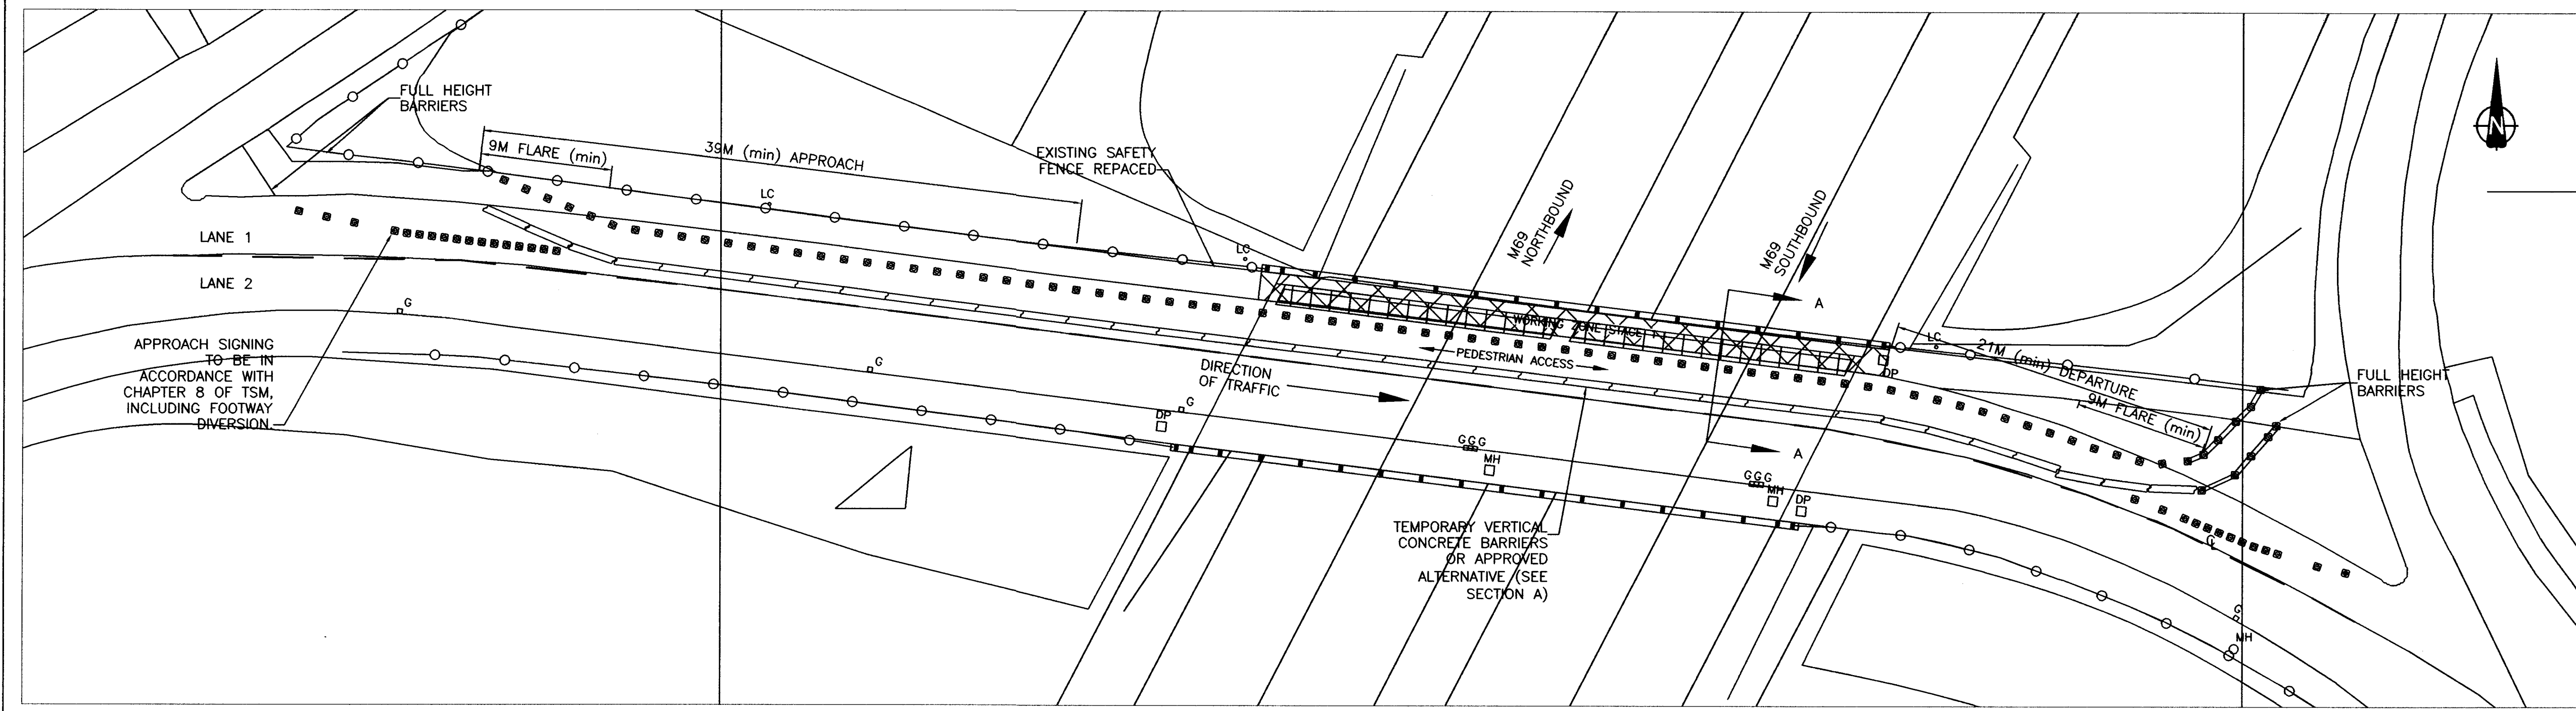 FULL HEIGHT
BARRIERS
9M FLARE (min)
39M (min) APPROACH
EXISTING SAFETY
FENCE REPACED
LC
LC
M69
NORTHBOUND
M69
SOUTHBOUND
N
LANE 1
LANE 2
A
WORKING ZONE STAGE 1
PEDESTRIAN ACCESS
DIRECTION
OF TRAFFIC
LC
21M (min) DEPARTURE
9M FLARE (min)
DP
FULL HEIGHT
BARRIERS
G
G
G
DP
APPROACH SIGNING
TO BE IN
ACCORDANCE WITH
CHAPTER 8 OF TSM,
INCLUDING FOOTWAY
DIVERSION.
GGG
MH
A
GGG
MH
DP
TEMPORARY VERTICAL
CONCRETE BARRIERS
OR APPROVED
ALTERNATIVE (SEE
SECTION A)
G
G
MH